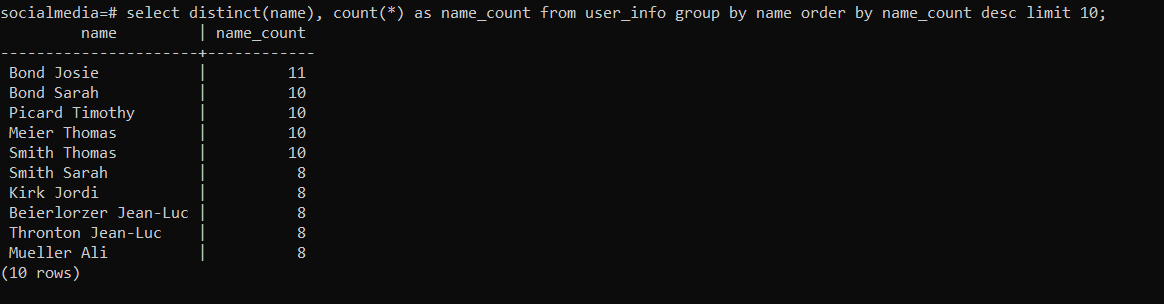 socialmedia=# select distinct(name), count(*) as name_count from user_info group by name order by name_count desc limit 10;
         name         | name_count
----------------------+------------
 Bond Josie           |         11
 Bond Sarah           |         10
 Picard Timothy       |         10
 Meier Thomas         |         10
 Smith Thomas         |         10
 Smith Sarah          |          8
 Kirk Jordi           |          8
 Beierlorzer Jean-Luc |          8
 Thronton Jean-Luc    |          8
 Mueller Ali          |          8
(10 rows)